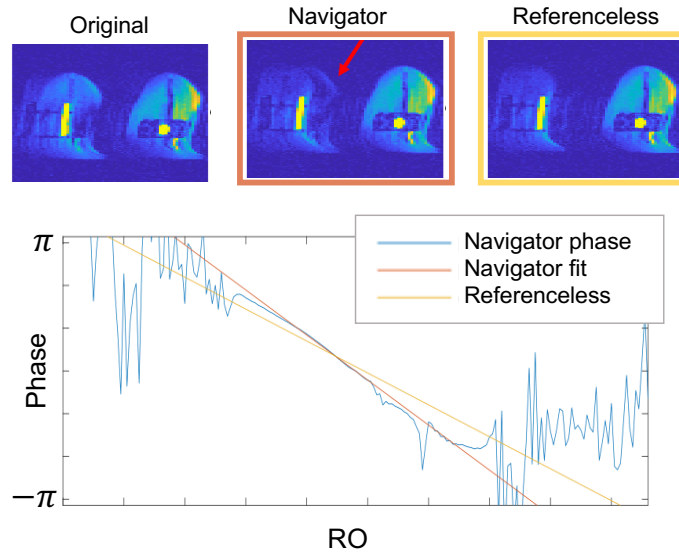 Original
Navigator
Referenceless
π
Phase
−π
RO
Navigator phase
Navigator fit
Referenceless